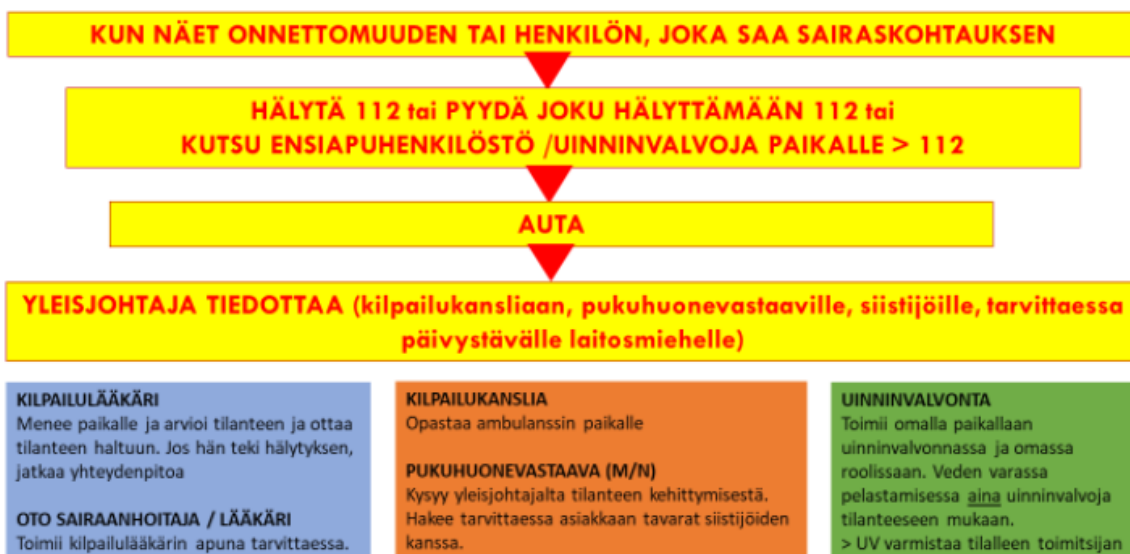 KUN NÄET ONNETTOMUUDEN TAI HENKILÖN, JOKA SAA SAIRASKOHTAUKSEN
HÄLYTÄ 112 tai PYYDÄ JOKU HÄLYTTÄMÄÄN 112 tai
KUTSU ENSIAPUHENKILÖSTÖ /UINNINVALVOJA PAIKALLE > 112
AUTA
YLEISJOHTAJA TIEDOTTAA (kilpailukansliaan, pukuhuonevastaaville, siistijöille, tarvittaessa
päivystävälle laitosmiehelle)
KILPAILULÄÄKÄRI
Menee paikalle ja arvioi tilanteen ja ottaa
tilanteen haltuun. Jos hän teki hälytyksen,
jatkaa yhteydenpitoa
OTO SAIRAANHOITAJA / LÄÄKÄRI
Toimii kilpailulääkärin apuna tarvittaessa.
KILPAILUKANSLIA
Opastaa ambulanssin paikalle
PUKUHUONEVASTAAVA (M/N)
Kysyy yleisjohtajalta tilanteen kehittymisestä.
Hakee tarvittaessa asiakkaan tavarat siistijöiden
kanssa.
UINNINVALVONTA
Toimii omalla paikallaan
uinninvalvonnassa ja omassa
roolissaan. Veden varassa
pelastamisessa aina uinninvalvoja
tilanteeseen mukaan.
> UV varmistaa tilalleen toimitsijan